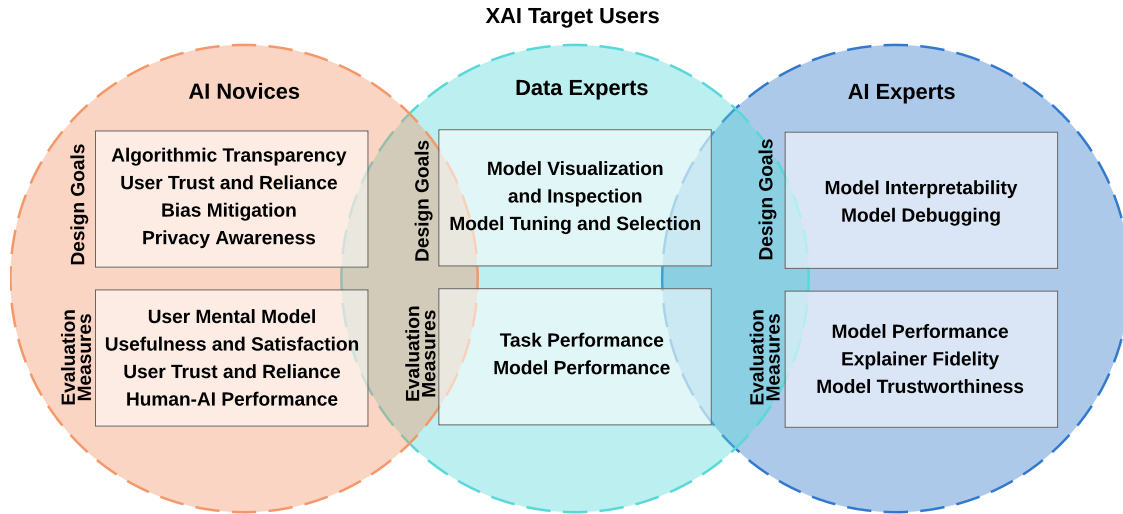 XAI Target Users
AI Novices
Design Goals
Algorithmic Transparency
User Trust and Reliance
Bias Mitigation
Privacy Awareness
Evaluation
Measures
User Mental Model
Usefulness and Satisfaction
User Trust and Reliance
Human-AI Performance
Data Experts
Design Goals
Model Visualization
and Inspection
Model Tuning and Selection
Evaluation
Measures
Task Performance
Model Performance
AI Experts
Design Goals
Model Interpretability
Model Debugging
Evaluation
Measures
Model Performance
Explainer Fidelity
Model Trustworthiness